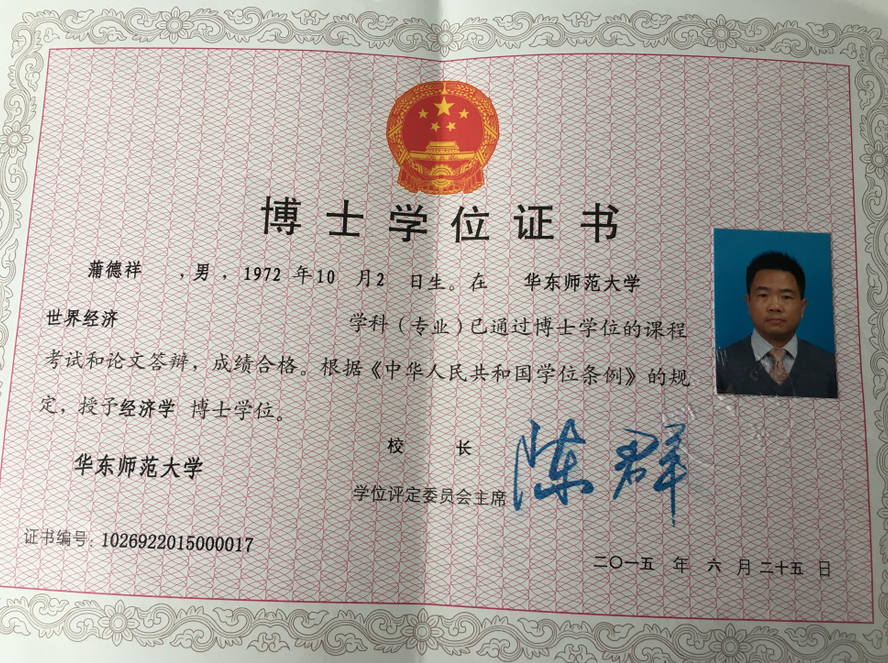 博士学位证书
蒲德祥 ，男，1972 年10 月2 日生。在 华东师范大学
世界经济 学科（专业）已通过博士学位的课程
考试和论文答辩，成绩合格。根据《中华人民共和国学位条例》的规
定，授予经济学 博士学位。
校 长
陈群
华东师范大学
学位评定委员会主席
证书编号：1026922015000017
二〇一五 年 六 月 二十五 日